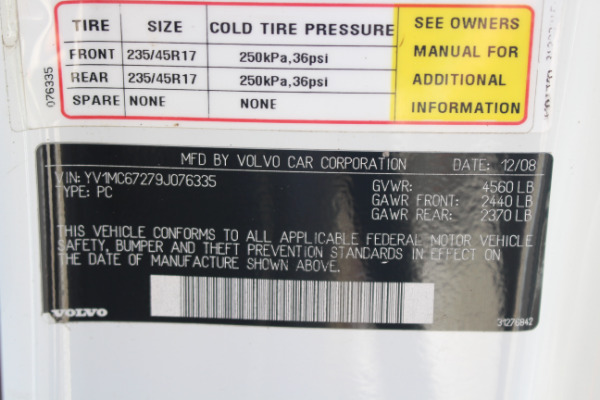 TIRE SIZE COLD TIRE PRESSURE SEE OWNERS
FRONT 235/45R17 250kPa,36psi MANUAL FOR
REAR 235/45R17 250kPa,36psi ADDITIONAL
SPARE NONE NONE INFORMATION
076335
MFD BY VOLVO CAR CORPORATION DATE: 12/08
VIN: YV1MC67279J076335 GVWR: 4560 LB
TYPE: PC GAWR FRONT: 2440 LB
GAWR REAR: 2370 LB
THIS VEHICLE CONFORMS TO ALL APPLICABLE FEDERAL MOTOR VEHICLE
SAFETY, BUMPER AND THEFT PREVENTION STANDARDS IN EFFECT ON
THE DATE OF MANUFACTURE SHOWN ABOVE.
VOLVO 31276942